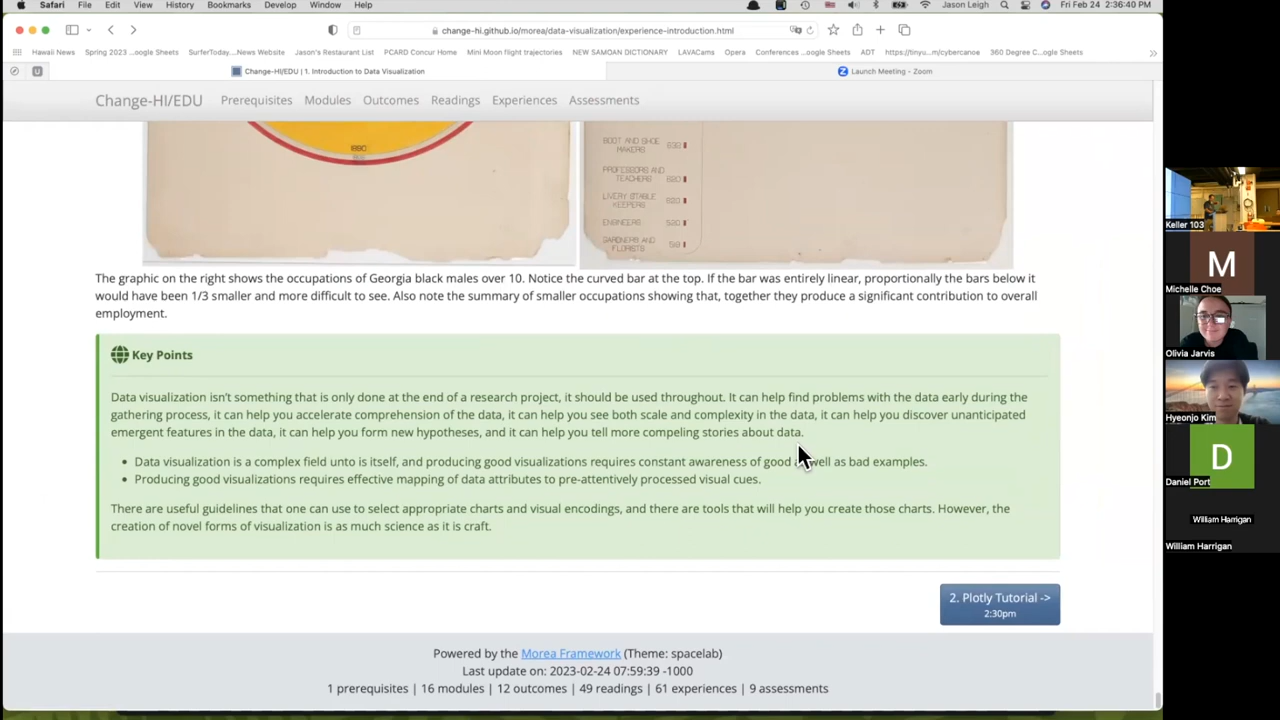 Safari File Edit View History Bookmarks Develop Window Help Jason Leigh Fri Feb 24 2:36:40 PM
change-hi.github.io/morea/data-visualization/experience-introduction.html
Hawaii News Spring 2023 ...oogle Sheets SurferToday....News Website Jason's Restaurant List PCARD Concur Home Mini Moon flight trajectories NEW SAMOAN DICTIONARY LAVACams Opera Conferences ...oogle Sheets ADT https://tinyu...m/cybercanoe 360 Degree C...ogle Sheets
Change-HI/EDU | 1. Introduction to Data Visualization Launch Meeting - Zoom
Change-HI/EDU Prerequisites Modules Outcomes Readings Experiences Assessments
1890
BOOT AND SHOE
MAKERS
PROFESSORS AND
TEACHERS
LIVERY STABLE
KEEPERS
ENGINEERS
GARDNERS AND
FLORISTS
The graphic on the right shows the occupations of Georgia black males over 10. Notice the curved bar at the top. If the bar was entirely linear, proportionally the bars below it
would have been 1/3 smaller and more difficult to see. Also note the summary of smaller occupations showing that, together they produce a significant contribution to overall
employment.
Key Points
Data visualization isn't something that is only done at the end of a research project, it should be used throughout. It can help find problems with the data early during the
gathering process, it can help you accelerate comprehension of the data, it can help you see both scale and complexity in the data, it can help you discover unanticipated
emergent features in the data, it can help you form new hypotheses, and it can help you tell more compeling stories about data.
• Data visualization is a complex field unto is itself, and producing good visualizations requires constant awareness of good as well as bad examples.
• Producing good visualizations requires effective mapping of data attributes to pre-attentively processed visual cues.
There are useful guidelines that one can use to select appropriate charts and visual encodings, and there are tools that will help you create those charts. However, the
creation of novel forms of visualization is as much science as it is craft.
2. Plotly Tutorial ->
2:30pm
Powered by the Morea Framework (Theme: spacelab)
Last update on: 2023-02-24 07:59:39 -1000
1 prerequisites | 16 modules | 12 outcomes | 49 readings | 61 experiences | 9 assessments
Keller 103
M
Michelle Choe
Olivia Jarvis
Hyeonjo Kim
D
Daniel Port
William Harrigan
William Harrigan